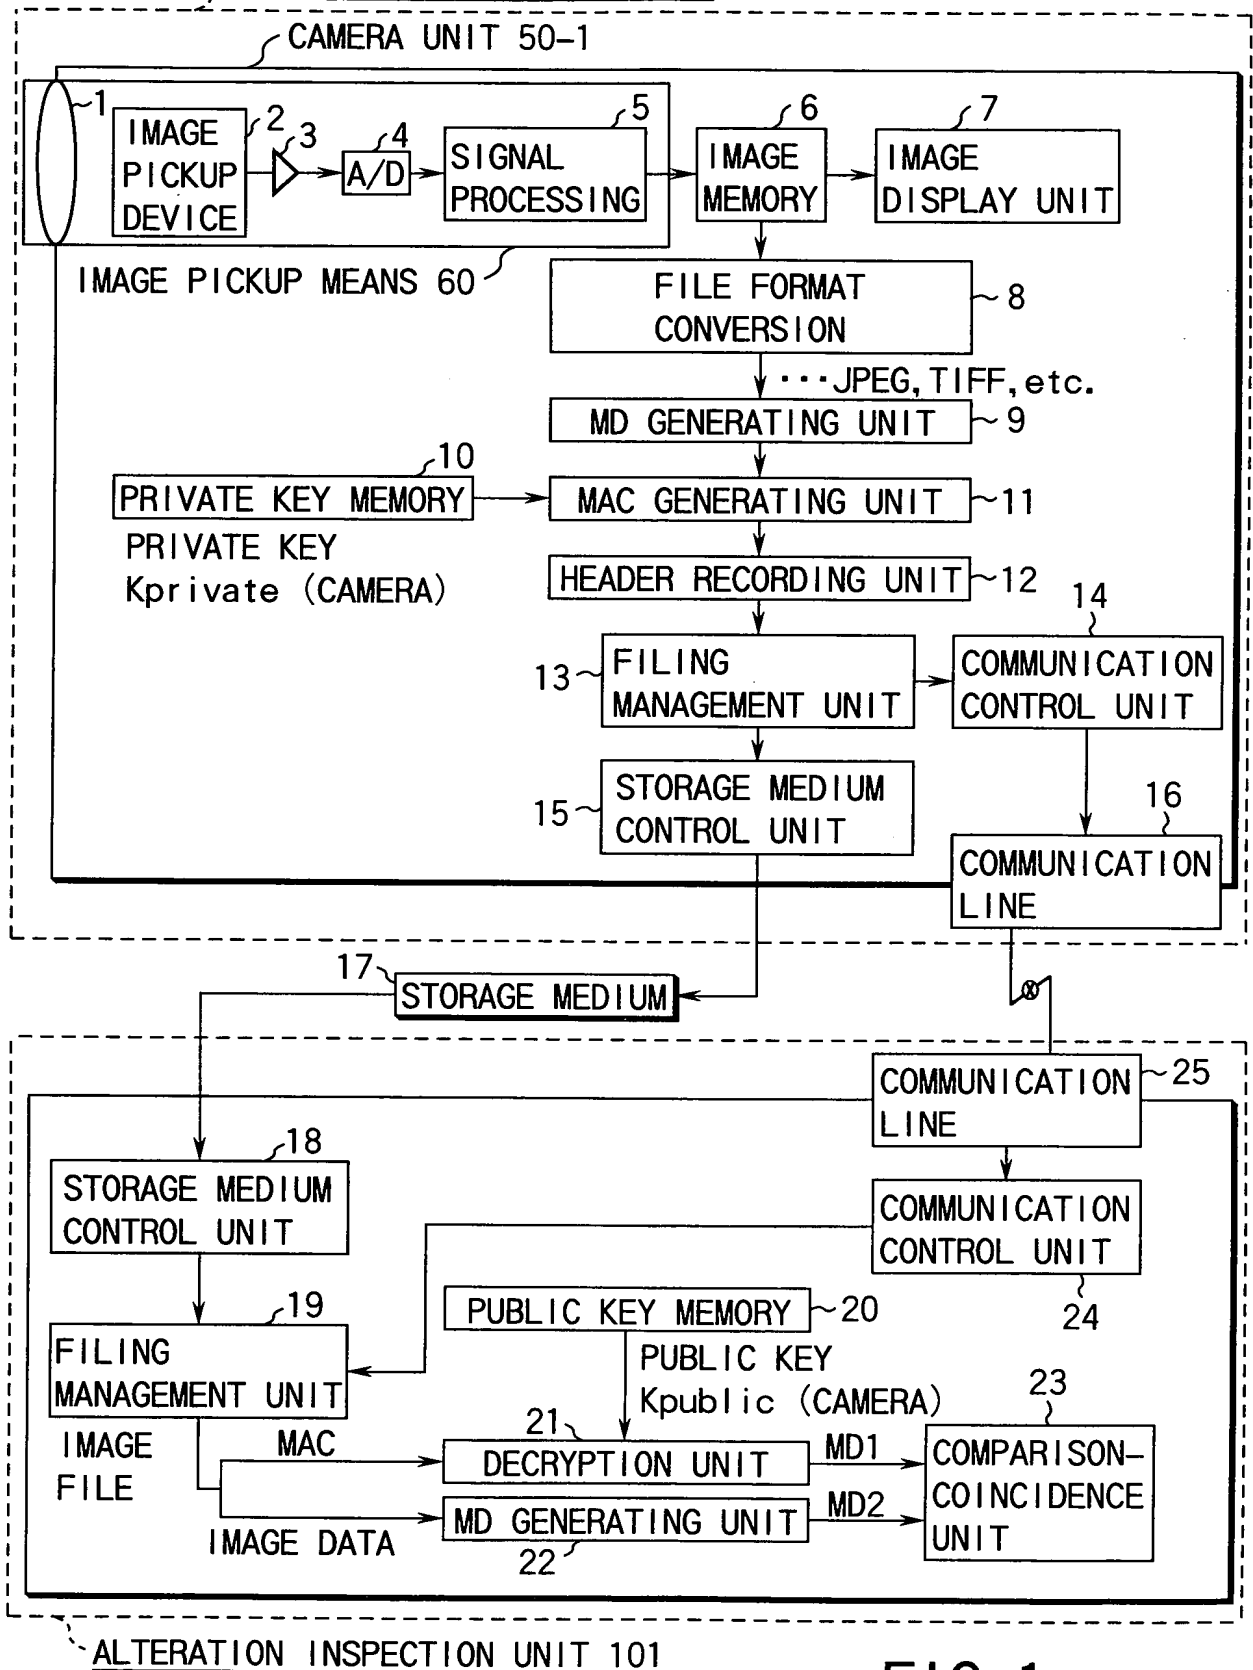 CAMERA UNIT 50-1
1
IMAGE
PICKUP
DEVICE
2
3
4
A/D
5
SIGNAL
PROCESSING
6
IMAGE
MEMORY
7
IMAGE
DISPLAY UNIT
IMAGE PICKUP MEANS 60
FILE FORMAT
CONVERSION
8
···JPEG, TIFF, etc.
MD GENERATING UNIT
9
10
PRIVATE KEY MEMORY
PRIVATE KEY
Kprivate (CAMERA)
MAC GENERATING UNIT
11
HEADER RECORDING UNIT
12
13
FILING
MANAGEMENT UNIT
14
COMMUNICATION
CONTROL UNIT
15
STORAGE MEDIUM
CONTROL UNIT
16
COMMUNICATION
LINE
17
STORAGE MEDIUM
COMMUNICATION
LINE
25
18
STORAGE MEDIUM
CONTROL UNIT
COMMUNICATION
CONTROL UNIT
24
19
FILING
MANAGEMENT UNIT
PUBLIC KEY MEMORY
20
PUBLIC KEY
Kpublic (CAMERA)
IMAGE
FILE
MAC
IMAGE DATA
21
DECRYPTION UNIT
MD1
MD GENERATING UNIT
22
MD2
23
COMPARISON-
COINCIDENCE
UNIT
ALTERATION INSPECTION UNIT 101